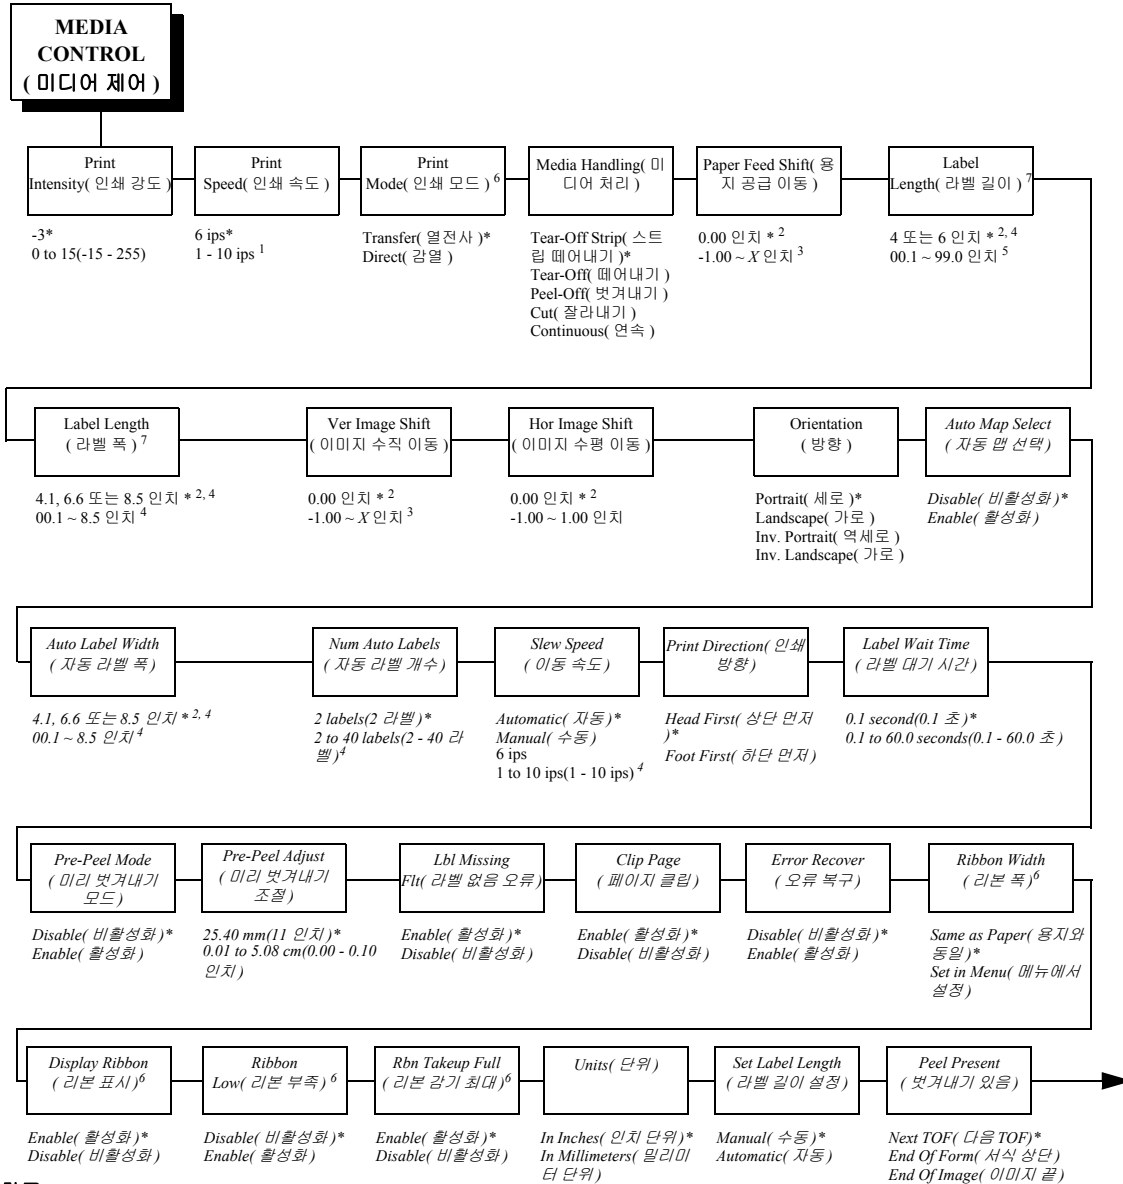 MEDIA
CONTROL
( 미디어 제어 )
Print
Intensity( 인쇄 강도 )
-3*
0 to 15(-15 - 255)
Print
Speed( 인쇄 속도 )
6 ips*
1 - 10 ips 1
Print
Mode( 인쇄 모드 ) 6
Transfer( 열전사 )*
Direct( 감열 )
Media Handling( 미
디어 처리 )
Tear-Off Strip( 스트
립 떼어내기 )*
Tear-Off( 떼어내기 )
Peel-Off( 벗겨내기 )
Cut( 잘라내기 )
Continuous( 연속 )
Paper Feed Shift( 용
지 공급 이동 )
0.00 인치 * 2
-1.00 ~ X 인치 3
Label
Length( 라벨 길이 ) 7
4 또는 6 인치 * 2, 4
00.1 ~ 99.0 인치 5
Label Length
( 라벨 폭 ) 7
4.1, 6.6 또는 8.5 인치 * 2, 4
00.1 ~ 8.5 인치 4
Ver Image Shift
( 이미지 수직 이동 )
0.00 인치 * 2
-1.00 ~ X 인치 3
Hor Image Shift
( 이미지 수평 이동 )
0.00 인치 * 2
-1.00 ~ 1.00 인치
Orientation
( 방향 )
Portrait( 세로 )*
Landscape( 가로 )
Inv. Portrait( 역세로 )
Inv. Landscape( 가로 )
Auto Map Select
( 자동 맵 선택 )
Disable( 비활성화 )*
Enable( 활성화 )
Auto Label Width
( 자동 라벨 폭 )
4.1, 6.6 또는 8.5 인치 * 2, 4
00.1 ~ 8.5 인치 4
Num Auto Labels
( 자동 라벨 개수 )
2 labels(2 라벨 )*
2 to 40 labels(2 - 40 라
벨 )4
Slew Speed
( 이동 속도 )
Automatic( 자동 )*
Manual( 수동 )
6 ips
1 to 10 ips(1 - 10 ips) 4
Print Direction( 인쇄
방향 )
Head First( 상단 먼저
)*
Foot First( 하단 먼저 )
Label Wait Time
( 라벨 대기 시간 )
0.1 second(0.1 초 )*
0.1 to 60.0 seconds(0.1 - 60.0 초 )
Pre-Peel Mode
( 미리 벗겨내기
모드 )
Disable( 비활성화 )*
Enable( 활성화 )
Pre-Peel Adjust
( 미리 벗겨내기
조절 )
25.40 mm(11 인치 )*
0.01 to 5.08 cm(0.00 - 0.10
인치 )
Lbl Missing
Flt( 라벨 없음 오류 )
Enable( 활성화 )*
Disable( 비활성화 )
Clip Page
( 페이지 클립 )
Enable( 활성화 )*
Disable( 비활성화 )
Error Recover
( 오류 복구 )
Disable( 비활성화 )*
Enable( 활성화 )
Ribbon Width
( 리본 폭 )6
Same as Paper( 용지와
동일 )*
Set in Menu( 메뉴에서
설정 )
Display Ribbon
( 리본 표시 )6
Enable( 활성화 )*
Disable( 비활성화 )
Ribbon
Low( 리본 부족 ) 6
Disable( 비활성화 )*
Enable( 활성화 )
Rbn Takeup Full
( 리본 감기 최대 )6
Enable( 활성화 )*
Disable( 비활성화 )
Units( 단위 )
In Inches( 인치 단위 )*
In Millimeters( 밀리미
터 단위 )
Set Label Length
( 라벨 길이 설정 )
Manual( 수동 )*
Automatic( 자동 )
Peel Present
( 벗겨내기 있음 )
Next TOF( 다음 TOF)*
End Of Form( 서식 상단 )
End Of Image( 이미지 끝 )